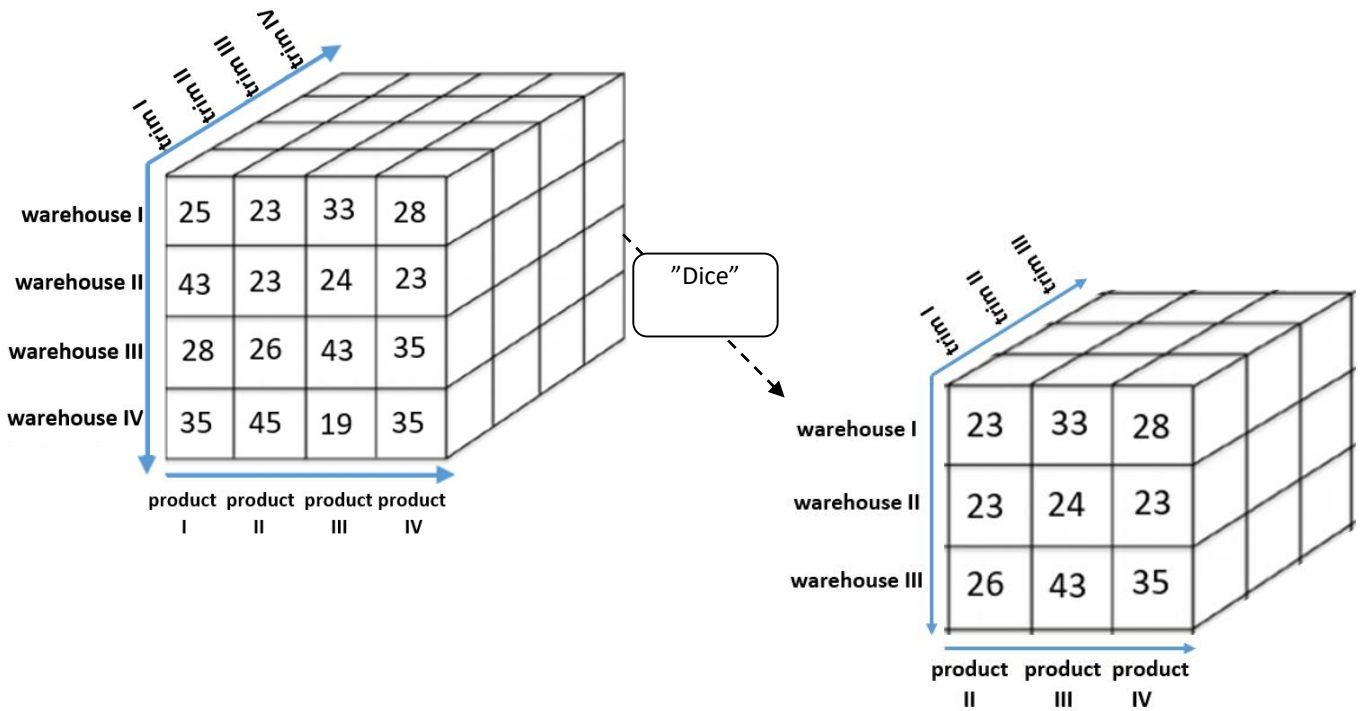 trim I
trim II
trim III
trim IV
warehouse I 25 23 33 28
warehouse II 43 23 24 23
warehouse III 28 26 43 35
warehouse IV 35 45 19 35
product product product product
I II III IV
”Dice”
trim I
trim II
trim III
warehouse I 23 33 28
warehouse II 23 24 23
warehouse III 26 43 35
product product product
II III IV